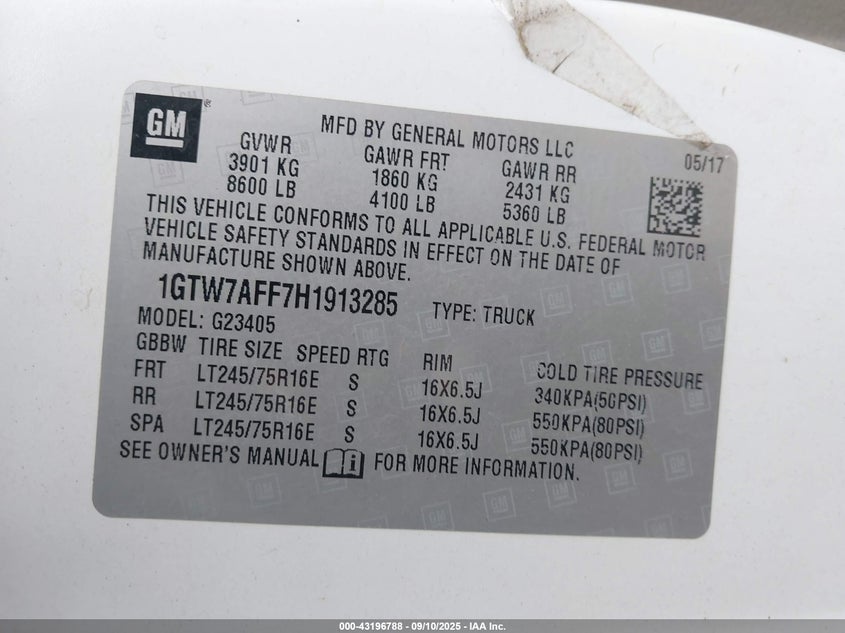 GM
MFD BY GENERAL MOTORS LLC
05/17
GVWR GAWR FRT GAWR RR
3901 KG 1860 KG 2431 KG
8600 LB 4100 LB 5360 LB
THIS VEHICLE CONFORMS TO ALL APPLICABLE U.S. FEDERAL MOTOR
VEHICLE SAFETY STANDARDS IN EFFECT ON THE DATE OF
MANUFACTURE SHOWN ABOVE.
1GTW7AFF7H1913285 TYPE: TRUCK
MODEL: G23405
GBBW TIRE SIZE SPEED RTG RIM COLD TIRE PRESSURE
FRT LT245/75R16E S 16X6.5J 340KPA(50PSI)
RR LT245/75R16E S 16X6.5J 550KPA(80PSI)
SPA LT245/75R16E S 16X6.5J 550KPA(80PSI)
SEE OWNER'S MANUAL i FOR MORE INFORMATION.
000-43196788 - 09/10/2025 - IAA Inc.